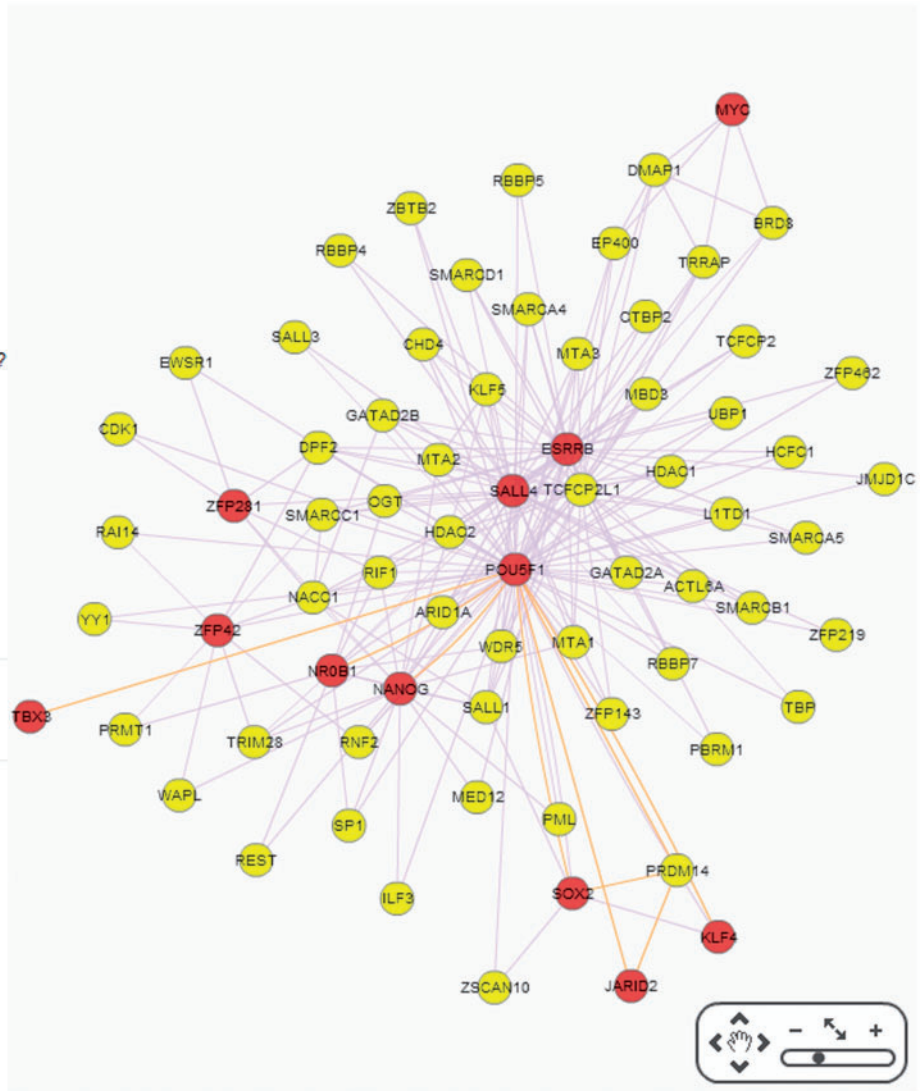 MYC
DMAP1
RBBP5
ZBTB2
BRD8
EP400
RBBP4
TRRAP
SMARCD1
SMARCA4
CTBP2
SALL3
TCFCP2
CHD4
MTA3
?
EWSR1
ZFP462
KLF5
MBD3
GATAD2B
UBP1
CDK1
DPF2
ESRRB
HCFC1
MTA2
HDAC1
JMJD1C
SALL4
TCFCP2L1
ZFP281
OGT
SMARCC1
L1TD1
RAI14
HDAC2
SMARCA5
POU5F1
RIF1
GATAD2A
ACTL6A
NACC1
SMARCB1
ARID1A
YY1
ZFP42
ZFP219
WDR5
MTA1
RBBP7
NR0B1
NANOG
SALL1
TBP
ZFP143
TBX3
PRMT1
TRIM28
RNF2
PBRM1
WAPL
MED12
PML
SP1
REST
PRDM14
SOX2
ILF3
KLF4
ZSCAN10
JARID2
− +